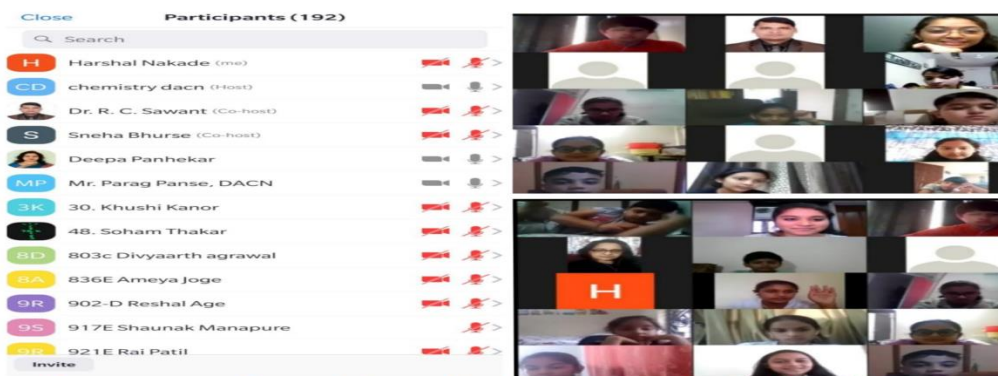 Close Participants (192)
Search
H Harshal Nakade (me)
CD chemistry dacn (Host)
Dr. R. C. Sawant (Co-host)
S Sneha Bhurse (Co-host)
Deepa Panhekar
MP Mr. Parag Panse, DACN
3K 30. Khushi Kanor
48. Soham Thakar
8D 803c Divyaarth agrawal
8A 836E Ameya Joge
9R 902-D Reshal Age
9S 917E Shaunak Manapure
9R 921E Rai Patil
Invite
H